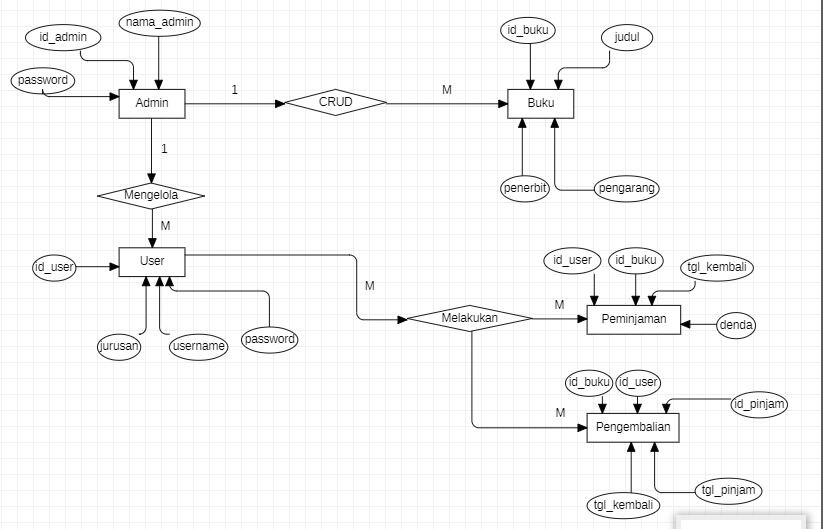 nama_admin
id_admin
password
Admin
1
CRUD
M
id_buku
judul
Buku
penerbit
pengarang
1
Mengelola
M
User
id_user
jurusan
username
password
M
Melakukan
M
id_user
id_buku
tgl_kembali
Peminjaman
denda
M
id_buku
id_user
id_pinjam
Pengembalian
tgl_kembali
tgl_pinjam